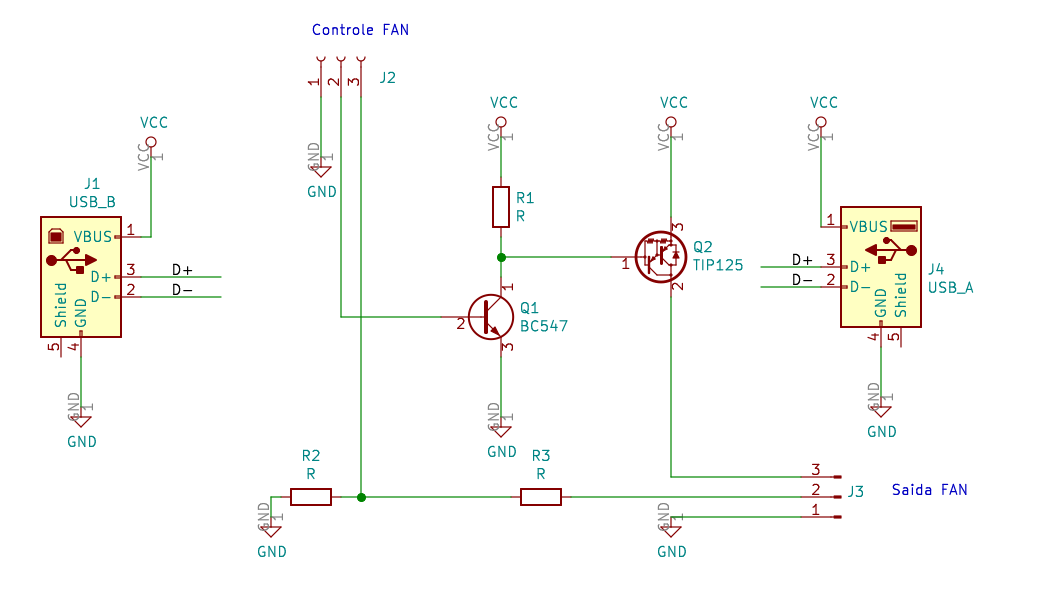 Controle FAN
1
2
3
J2
GND
1
GND
VCC
VCC
1
J1
USB_B
VBUS
1
D+
3
D+
D-
2
D-
Shield
GND
5
4
GND
1
GND
VCC
VCC
1
R1
R
1
2
Q1
BC547
3
GND
1
GND
VCC
VCC
1
3
Q2
TIP125
1
2
VCC
VCC
1
1
VBUS
D+
3
D+
D-
2
D-
GND
Shield
J4
USB_A
4
5
GND
1
GND
R2
R
R3
R
GND
1
GND
GND
1
GND
3
2
1
J3
Saida FAN